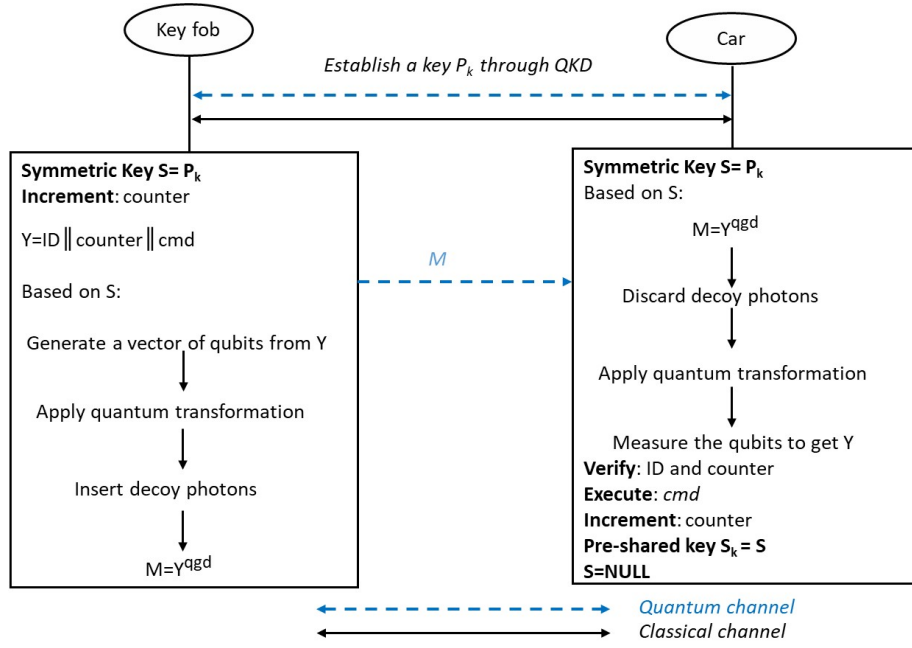 Key fob
Car
Establish a key Pk through QKD
Symmetric Key S= Pk
Increment: counter
Y=ID‖counter‖cmd
Based on S:
Generate a vector of qubits from Y
Apply quantum transformation
Insert decoy photons
M=Yqgd
M
Symmetric Key S= Pk
Based on S:
M=Yqgd
Discard decoy photons
Apply quantum transformation
Measure the qubits to get Y
Verify: ID and counter
Execute: cmd
Increment: counter
Pre-shared key Sk = S
S=NULL
Quantum channel
Classical channel